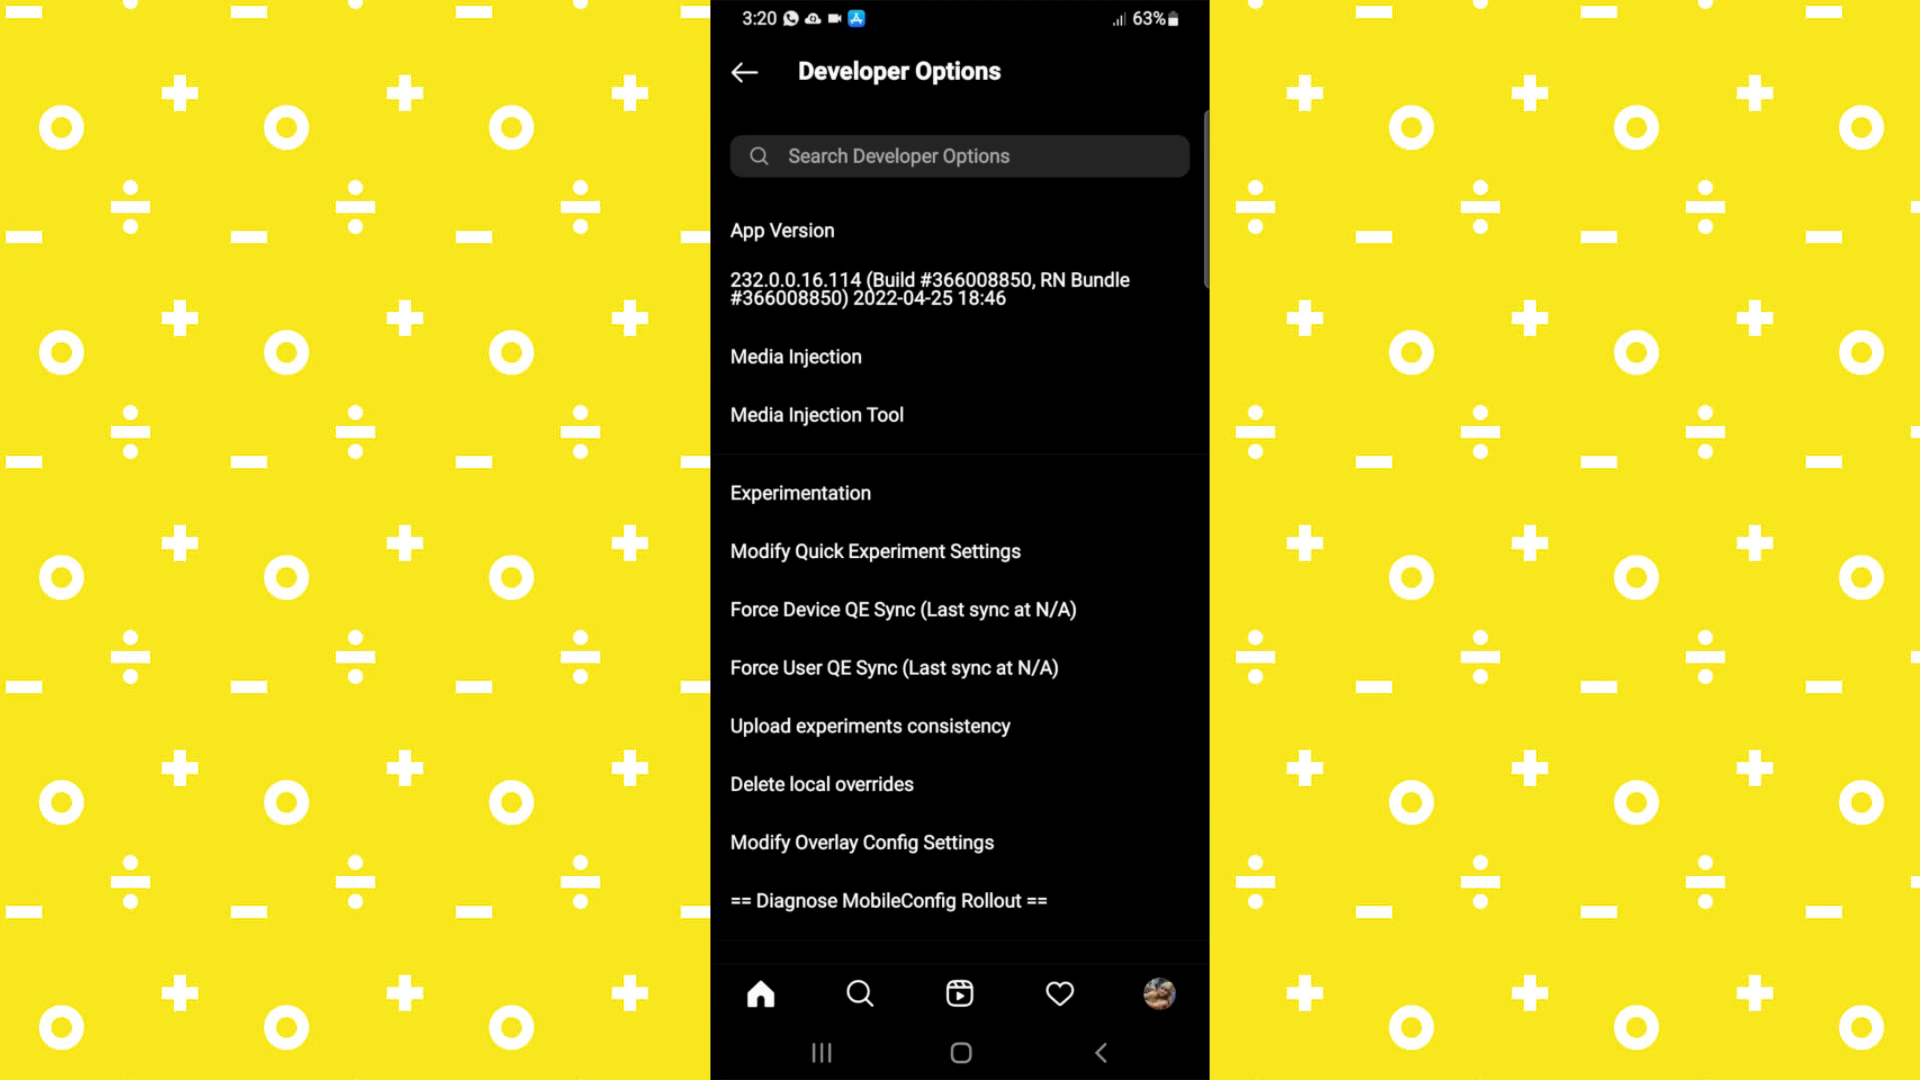 3:20
63%
Developer Options
Search Developer Options
App Version
232.0.0.16.114 (Build #366008850, RN Bundle
#366008850) 2022-04-25 18:46
Media Injection
Media Injection Tool
Experimentation
Modify Quick Experiment Settings
Force Device QE Sync (Last sync at N/A)
Force User QE Sync (Last sync at N/A)
Upload experiments consistency
Delete local overrides
Modify Overlay Config Settings
== Diagnose MobileConfig Rollout ==